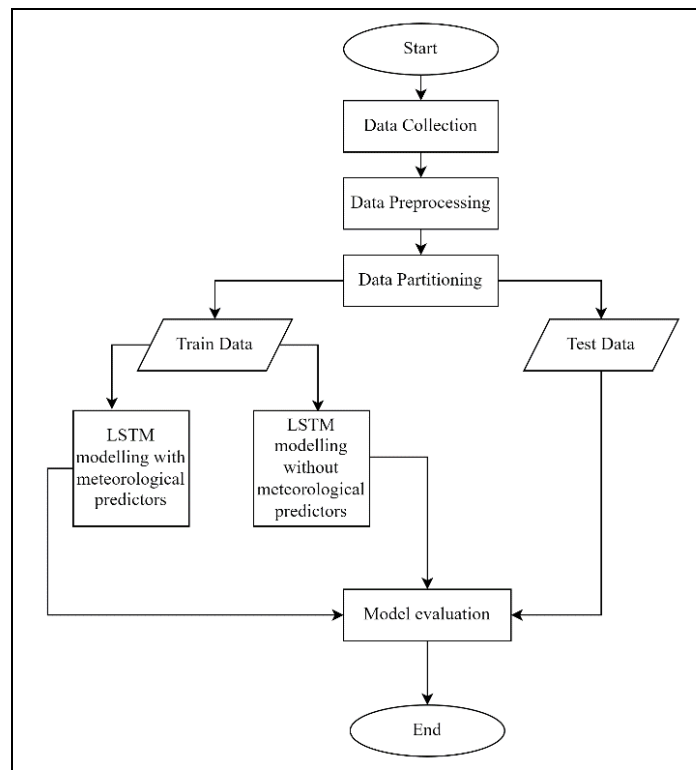 Start
Data Collection
Data Preprocessing
Data Partitioning
Train Data
Test Data
LSTM
modelling with
meteorological
predictors
LSTM
modelling
without
meteorological
predictors
Model evaluation
End